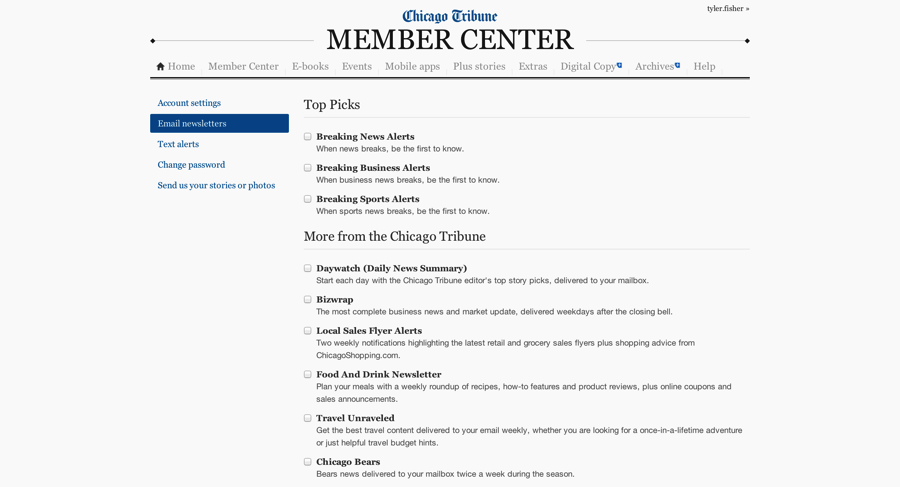 tyler.fisher »
Chicago Tribune
MEMBER CENTER
Home Member Center E-books Events Mobile apps Plus stories Extras Digital Copy Archives Help
Account settings
Email newsletters
Text alerts
Change password
Send us your stories or photos
Top Picks
Breaking News Alerts
When news breaks, be the first to know.
Breaking Business Alerts
When business news breaks, be the first to know.
Breaking Sports Alerts
When sports news breaks, be the first to know.
More from the Chicago Tribune
Daywatch (Daily News Summary)
Start each day with the Chicago Tribune editor's top story picks, delivered to your mailbox.
Bizwrap
The most complete business news and market update, delivered weekdays after the closing bell.
Local Sales Flyer Alerts
Two weekly notifications highlighting the latest retail and grocery sales flyers plus shopping advice from
ChicagoShopping.com.
Food And Drink Newsletter
Plan your meals with a weekly roundup of recipes, how-to features and product reviews, plus online coupons and
sales announcements.
Travel Unraveled
Get the best travel content delivered to your email weekly, whether you are looking for a once-in-a-lifetime adventure
or just helpful travel budget hints.
Chicago Bears
Bears news delivered to your mailbox twice a week during the season.